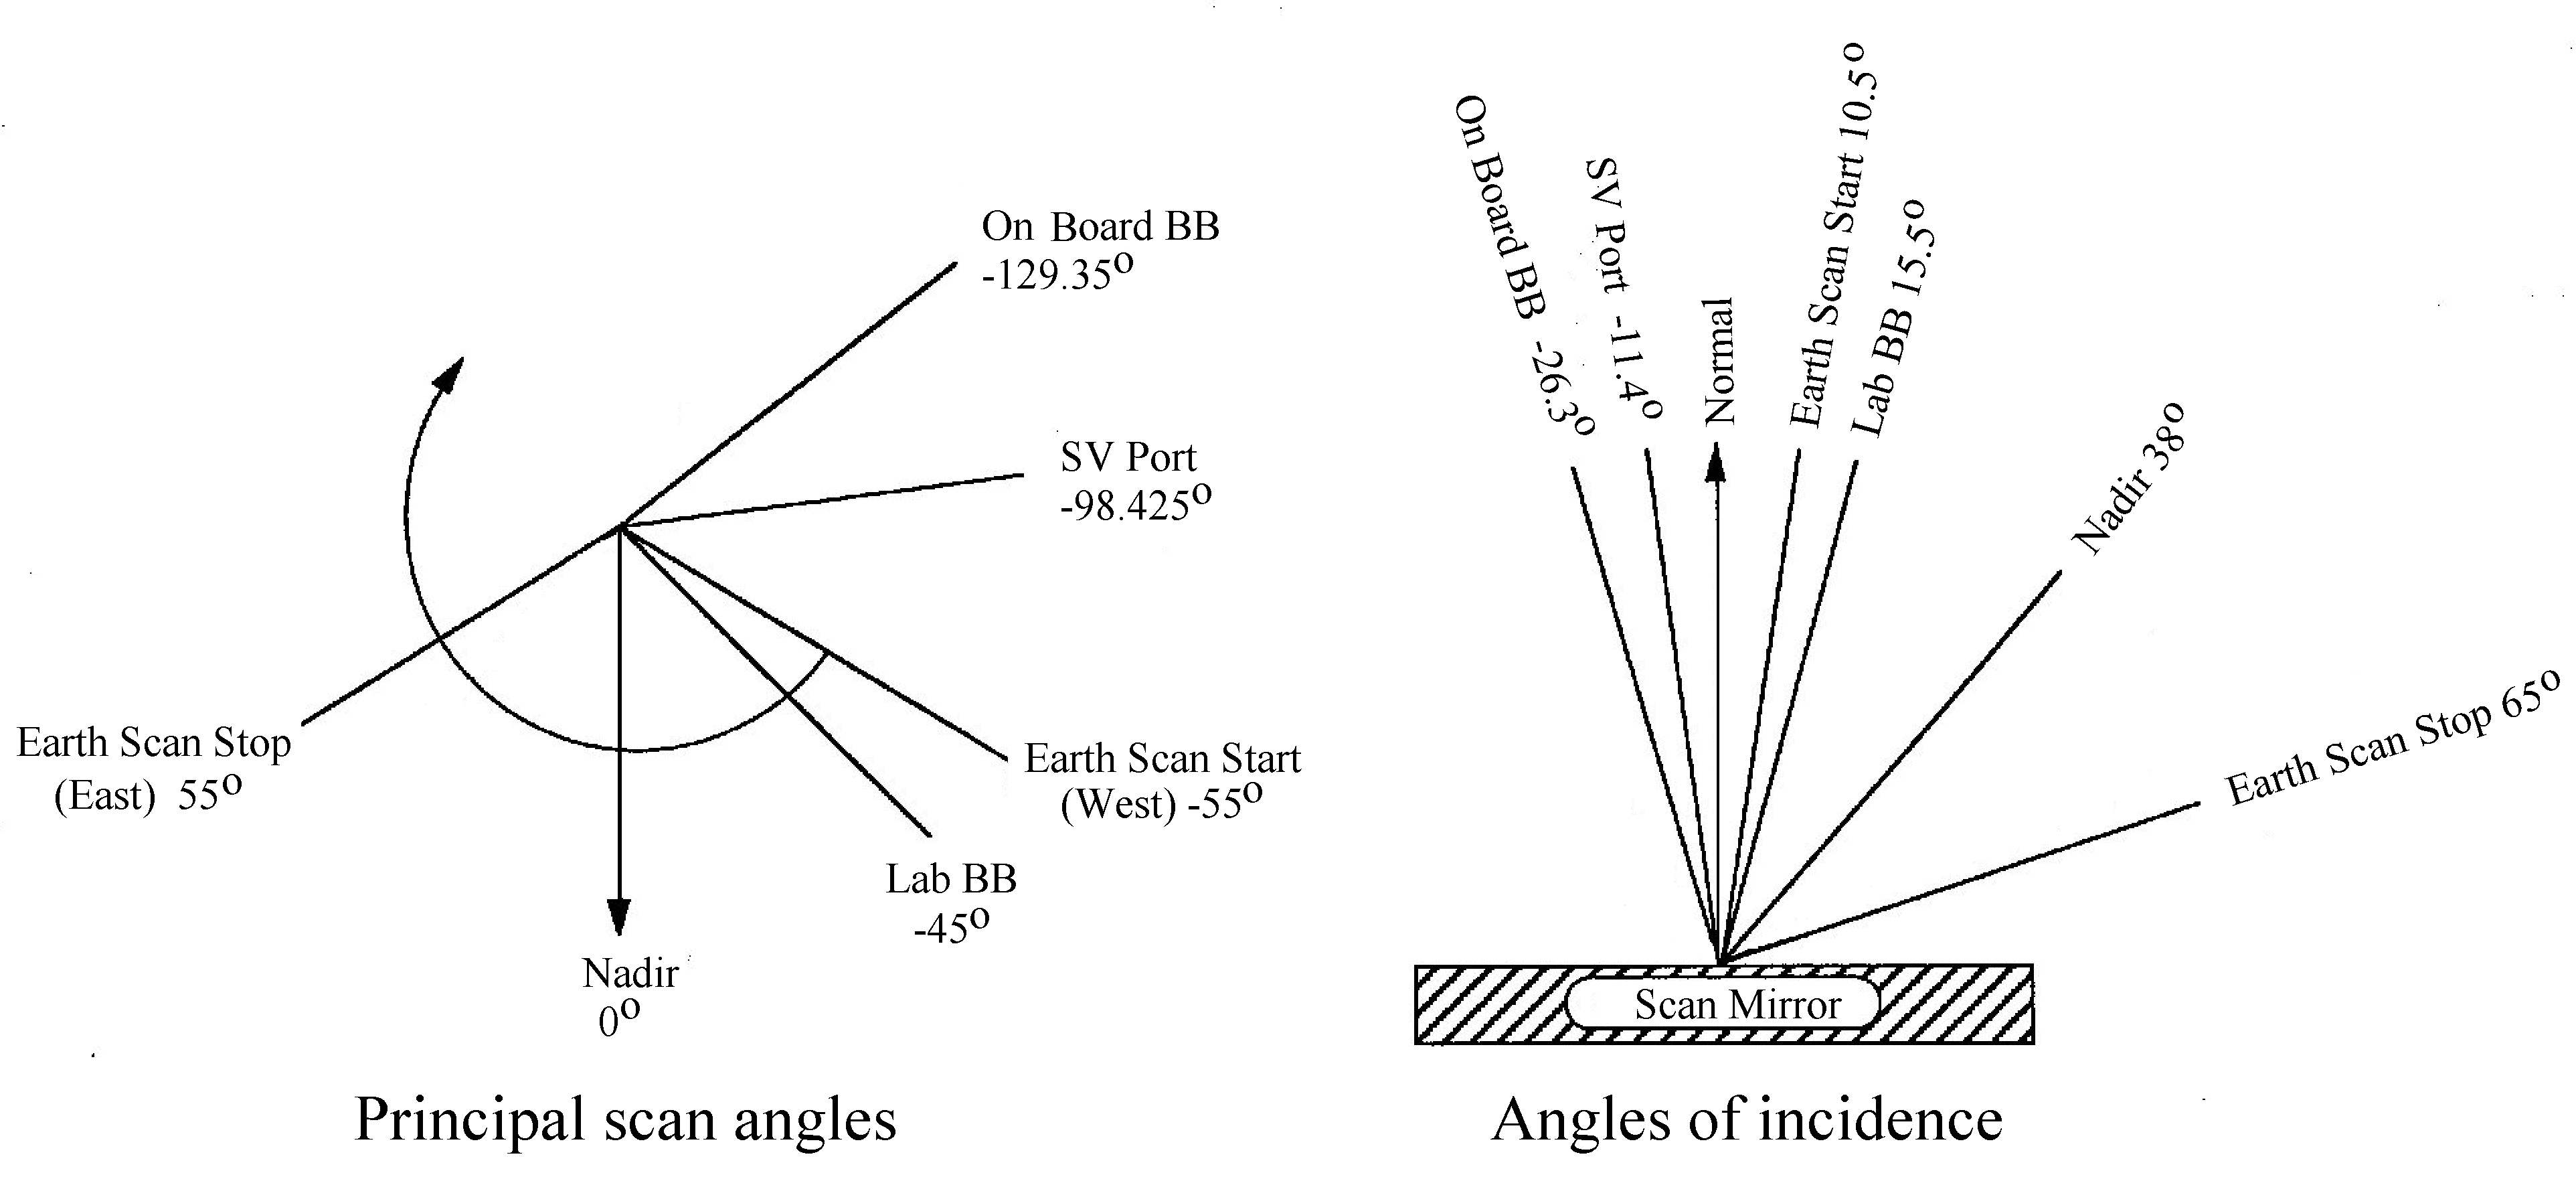 On Board BB
-129.35°
SV Port
-98.425°
Earth Scan Stop
(East) 55°
Earth Scan Start
(West) -55°
Lab BB
-45°
Nadir
0°
Principal scan angles
On Board BB -26.3°
SV Port -11.4°
Normal
Earth Scan Start 10.5°
Lab BB 15.5°
Nadir 38°
Earth Scan Stop 65°
Scan Mirror
Angles of incidence